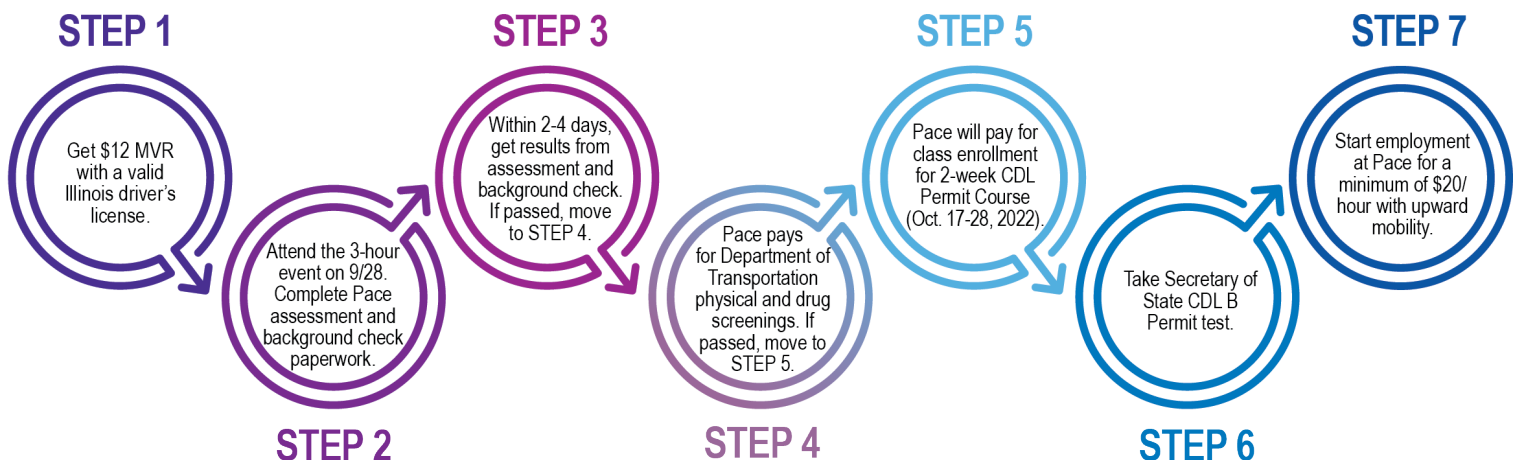 STEP 1
Get $12 MVR
with a valid
Illinois driver's
license.
STEP 2
Attend the 3-hour
event on 9/28.
Complete Pace
assessment and
background check
paperwork.
STEP 3
Within 2-4 days,
get results from
assessment and
background check.
If passed, move
to STEP 4.
STEP 4
Pace pays
for Department of
Transportation
physical and drug
screenings. If
passed, move to
STEP 5.
STEP 5
Pace will pay for
class enrollment
for 2-week CDL
Permit Course
(Oct. 17-28, 2022).
STEP 6
Take Secretary of
State CDL B
Permit test.
STEP 7
Start employment
at Pace for a
minimum of $20/
hour with upward
mobility.